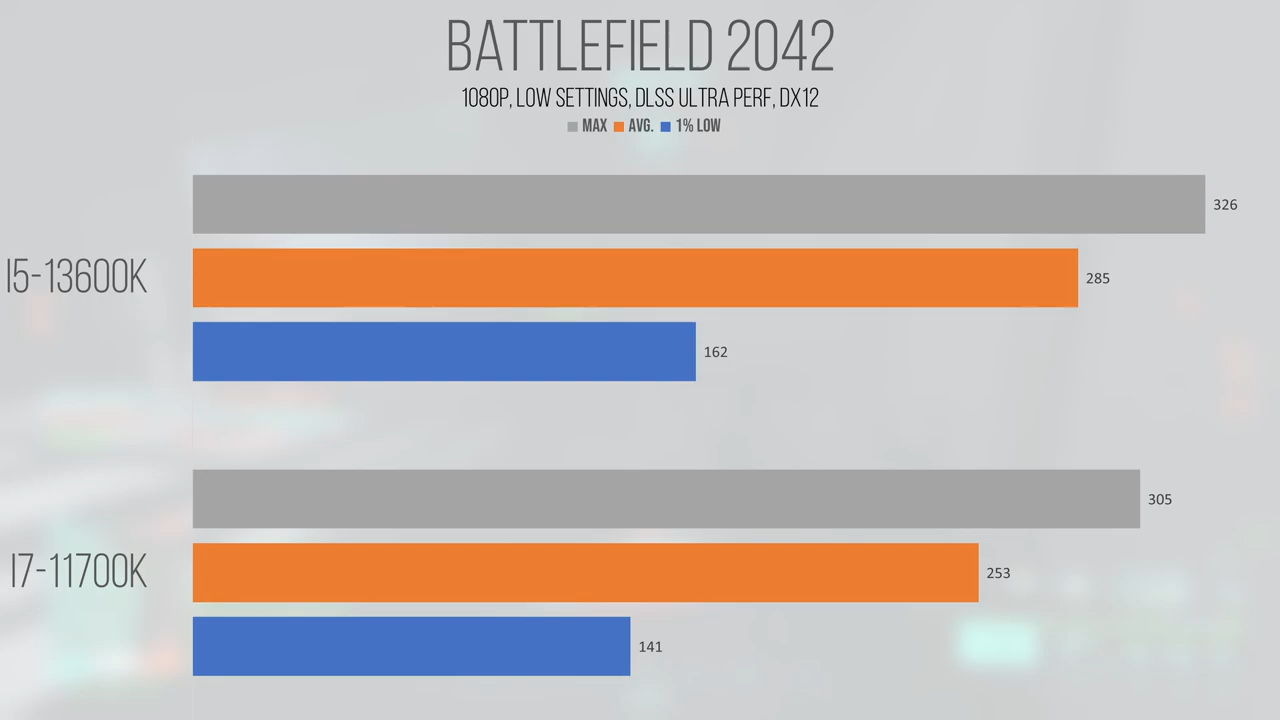 BATTLEFIELD 2042
1080P, LOW SETTINGS, DLSS ULTRA PERF, DX12
MAX AVG. 1% LOW
326
I5-13600K
285
162
305
I7-11700K
253
141